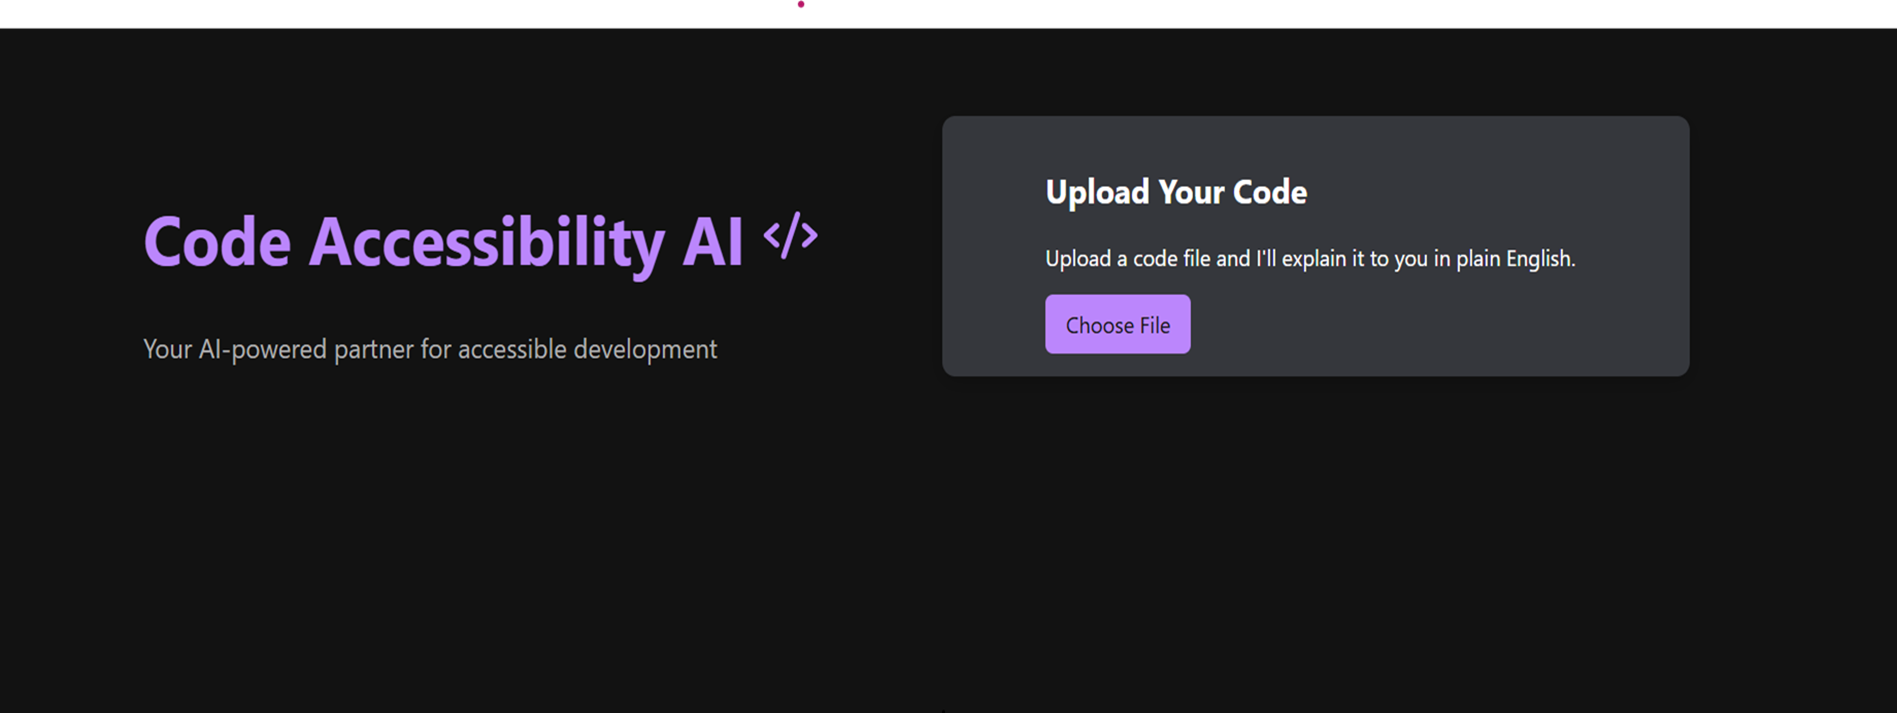 Code Accessibility AI </>
Your AI-powered partner for accessible development
Upload Your Code
Upload a code file and I'll explain it to you in plain English.
Choose File